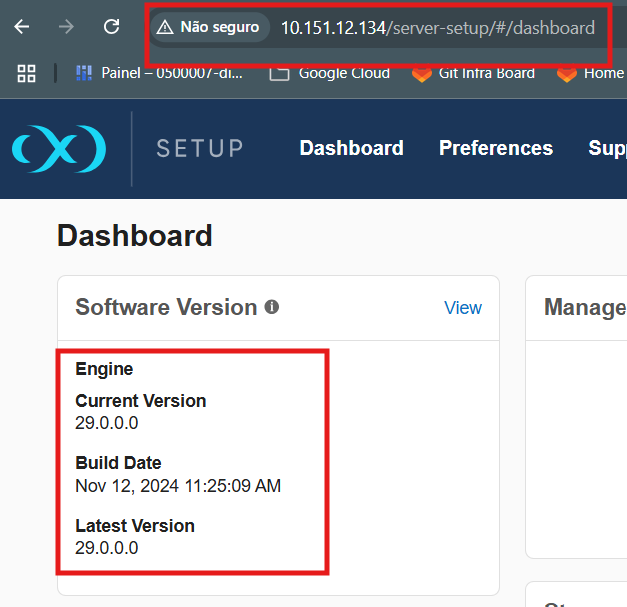 Não seguro 10.151.12.134/server-setup/#/dashboard
Painel – 0500007-di... Google Cloud Git Infra Board Home
SETUP Dashboard Preferences Sup
Dashboard
Software Version View
Manage
Engine
Current Version
29.0.0.0
Build Date
Nov 12, 2024 11:25:09 AM
Latest Version
29.0.0.0